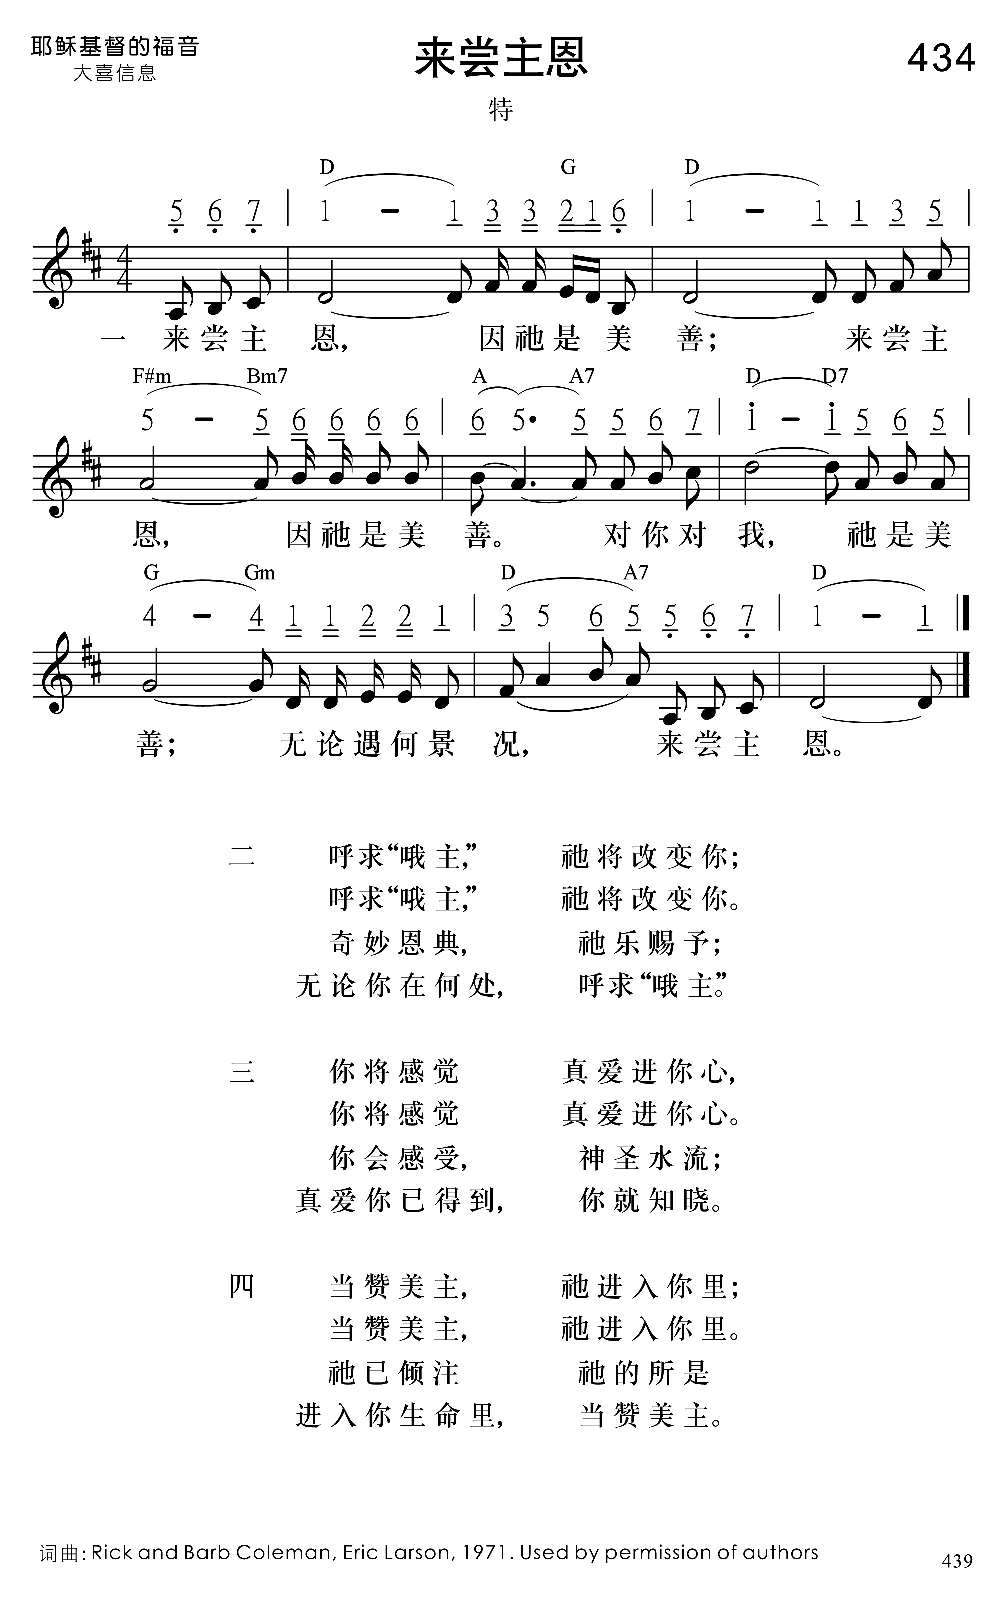 耶稣基督的福音
大喜信息
来尝主恩
434
特
D G D
5 6 7 | 1 – 1 3 3 2 1 6 | 1 – 1 1 3 5 |
4
4
一 来尝主 恩， 因祂是 美 善； 来尝主
F#m Bm7 A A7 D D7
5 – 5 6 6 6 6 | 6 5· 5 5 6 7 | 1 – 1 5 6 5 |
恩， 因祂是美 善。 对你对 我， 祂是美
G Gm D A7 D
4 – 4 1 1 2 2 1 | 3 5 6 5 5 6 7 | 1 – 1
善； 无论遇何景 况， 来尝主 恩。
二 呼求“哦主，” 祂将改变你；
呼求“哦主，” 祂将改变你。
奇妙恩典， 祂乐赐予；
无论你在何处， 呼求“哦主”。
三 你将感觉 真爱进你心，
你将感觉 真爱进你心。
你会感受， 神圣水流；
真爱你已得到， 你就知晓。
四 当赞美主， 祂进入你里；
当赞美主， 祂进入你里。
祂已倾注 祂的所是
进入你生命里， 当赞美主。
词曲: Rick and Barb Coleman, Eric Larson, 1971. Used by permission of authors
439